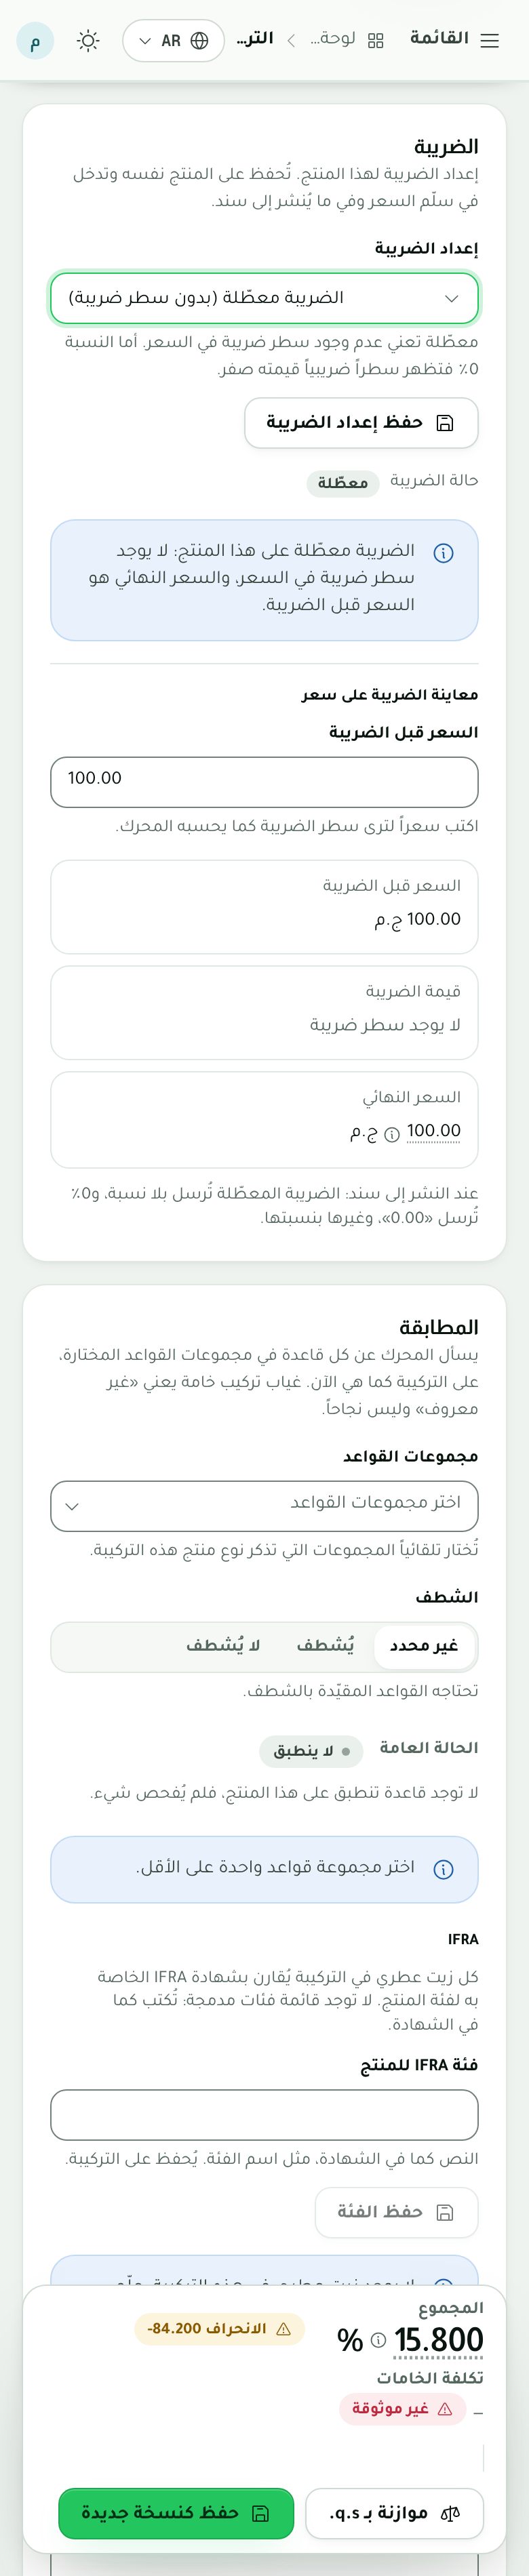 القائمة
لوحة...
التر...
AR
م
الضريبة
إعداد الضريبة لهذا المنتج. تُحفظ على المنتج نفسه وتدخل
في سلّم السعر وفي ما يُنشر إلى سند.
إعداد الضريبة
الضريبة معطّلة (بدون سطر ضريبة)
معطّلة تعني عدم وجود سطر ضريبة في السعر. أما النسبة
0٪ فتظهر سطراً ضريبياً قيمته صفر.
حفظ إعداد الضريبة
حالة الضريبة معطّلة
الضريبة معطّلة على هذا المنتج: لا يوجد
سطر ضريبة في السعر، والسعر النهائي هو
السعر قبل الضريبة.
معاينة الضريبة على سعر
السعر قبل الضريبة
100.00
اكتب سعراً لترى سطر الضريبة كما يحسبه المحرك.
السعر قبل الضريبة
100.00 ج.م
قيمة الضريبة
لا يوجد سطر ضريبة
السعر النهائي
100.00 ج.م
عند النشر إلى سند: الضريبة المعطّلة تُرسل بلا نسبة، و0٪
تُرسل «0.00»، وغيرها بنسبتها.
المطابقة
يسأل المحرك عن كل قاعدة في مجموعات القواعد المختارة،
على التركيبة كما هي الآن. غياب تركيب خامة يعني «غير
معروف» وليس نجاحاً.
مجموعات القواعد
اختر مجموعات القواعد
تُختار تلقائياً المجموعات التي تذكر نوع منتج هذه التركيبة.
الشطف
غير محدد
يُشطف
لا يُشطف
تحتاجه القواعد المقيّدة بالشطف.
الحالة العامة لا ينطبق
لا توجد قاعدة تنطبق على هذا المنتج، فلم يُفحص شيء.
اختر مجموعة قواعد واحدة على الأقل.
IFRA
كل زيت عطري في التركيبة يُقارن بشهادة IFRA الخاصة
به لفئة المنتج. لا توجد قائمة فئات مدمجة: تُكتب كما
في الشهادة.
فئة IFRA للمنتج
النص كما في الشهادة، مثل اسم الفئة. يُحفظ على التركيبة.
حفظ الفئة
المجموع
15.800 %
الانحراف 84.200-
تكلفة الخامات
– غير موثوقة
موازنة بـ q.s.
حفظ كنسخة جديدة